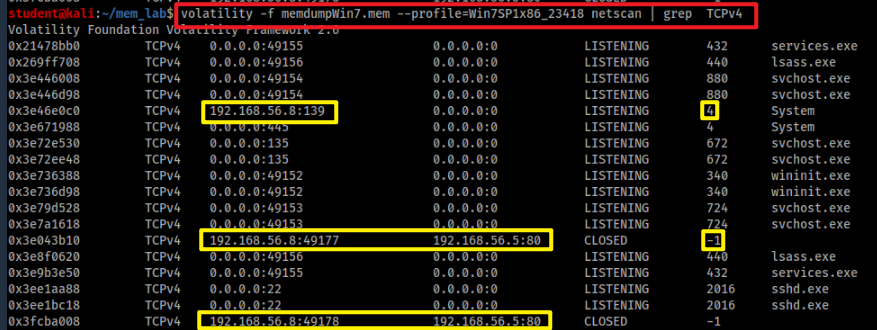 student@kali:~/mem_lab$ volatility -f memdumpWin7.mem --profile=Win7SP1x86_23418 netscan | grep TCPv4
Volatility Foundation Volatility Framework 2.6
0x21478bb0 TCPv4 0.0.0.0:49155 0.0.0.0:0 LISTENING 432 services.exe
0x269ff708 TCPv4 0.0.0.0:49156 0.0.0.0:0 LISTENING 440 lsass.exe
0x3e446008 TCPv4 0.0.0.0:49154 0.0.0.0:0 LISTENING 880 svchost.exe
0x3e446d98 TCPv4 0.0.0.0:49154 0.0.0.0:0 LISTENING 880 svchost.exe
0x3e46e0c0 TCPv4 192.168.56.8:139 0.0.0.0:0 LISTENING 4 System
0x3e671988 TCPv4 0.0.0.0:445 0.0.0.0:0 LISTENING 4 System
0x3e72e530 TCPv4 0.0.0.0:135 0.0.0.0:0 LISTENING 672 svchost.exe
0x3e72ee48 TCPv4 0.0.0.0:135 0.0.0.0:0 LISTENING 672 svchost.exe
0x3e736388 TCPv4 0.0.0.0:49152 0.0.0.0:0 LISTENING 340 wininit.exe
0x3e736d98 TCPv4 0.0.0.0:49152 0.0.0.0:0 LISTENING 340 wininit.exe
0x3e79d528 TCPv4 0.0.0.0:49153 0.0.0.0:0 LISTENING 724 svchost.exe
0x3e7a1618 TCPv4 0.0.0.0:49153 0.0.0.0:0 LISTENING 724 svchost.exe
0x3e043b10 TCPv4 192.168.56.8:49177 192.168.56.5:80 CLOSED -1
0x3e8f0620 TCPv4 0.0.0.0:49156 0.0.0.0:0 LISTENING 440 lsass.exe
0x3e9b3e50 TCPv4 0.0.0.0:49155 0.0.0.0:0 LISTENING 432 services.exe
0x3ee1aa88 TCPv4 0.0.0.0:22 0.0.0.0:0 LISTENING 2016 sshd.exe
0x3ee1bc18 TCPv4 0.0.0.0:22 0.0.0.0:0 LISTENING 2016 sshd.exe
0x3fcba008 TCPv4 192.168.56.8:49178 192.168.56.5:80 CLOSED -1